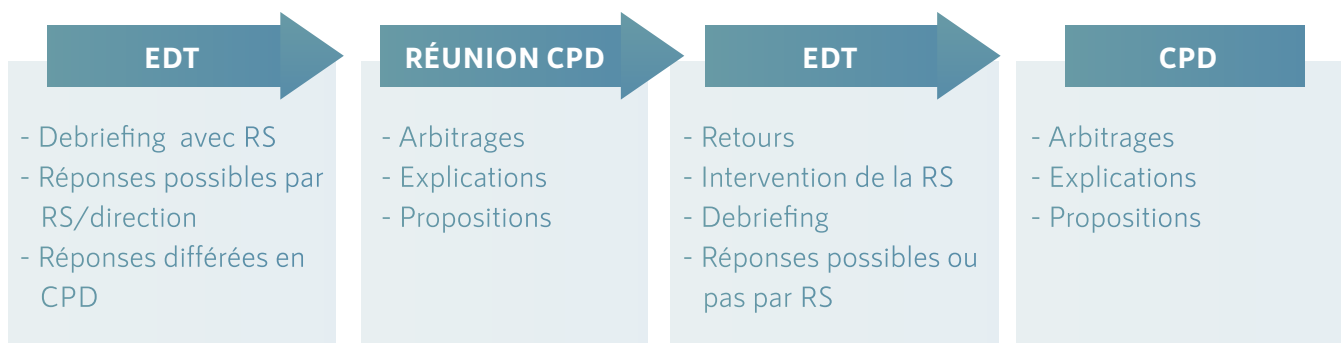 EDT
- Debriefing avec RS
- Réponses possibles par
RS/direction
- Réponses différées en
CPD
RÉUNION CPD
- Arbitrages
- Explications
- Propositions
EDT
- Retours
- Intervention de la RS
- Debriefing
- Réponses possibles ou
pas par RS
CPD
- Arbitrages
- Explications
- Propositions